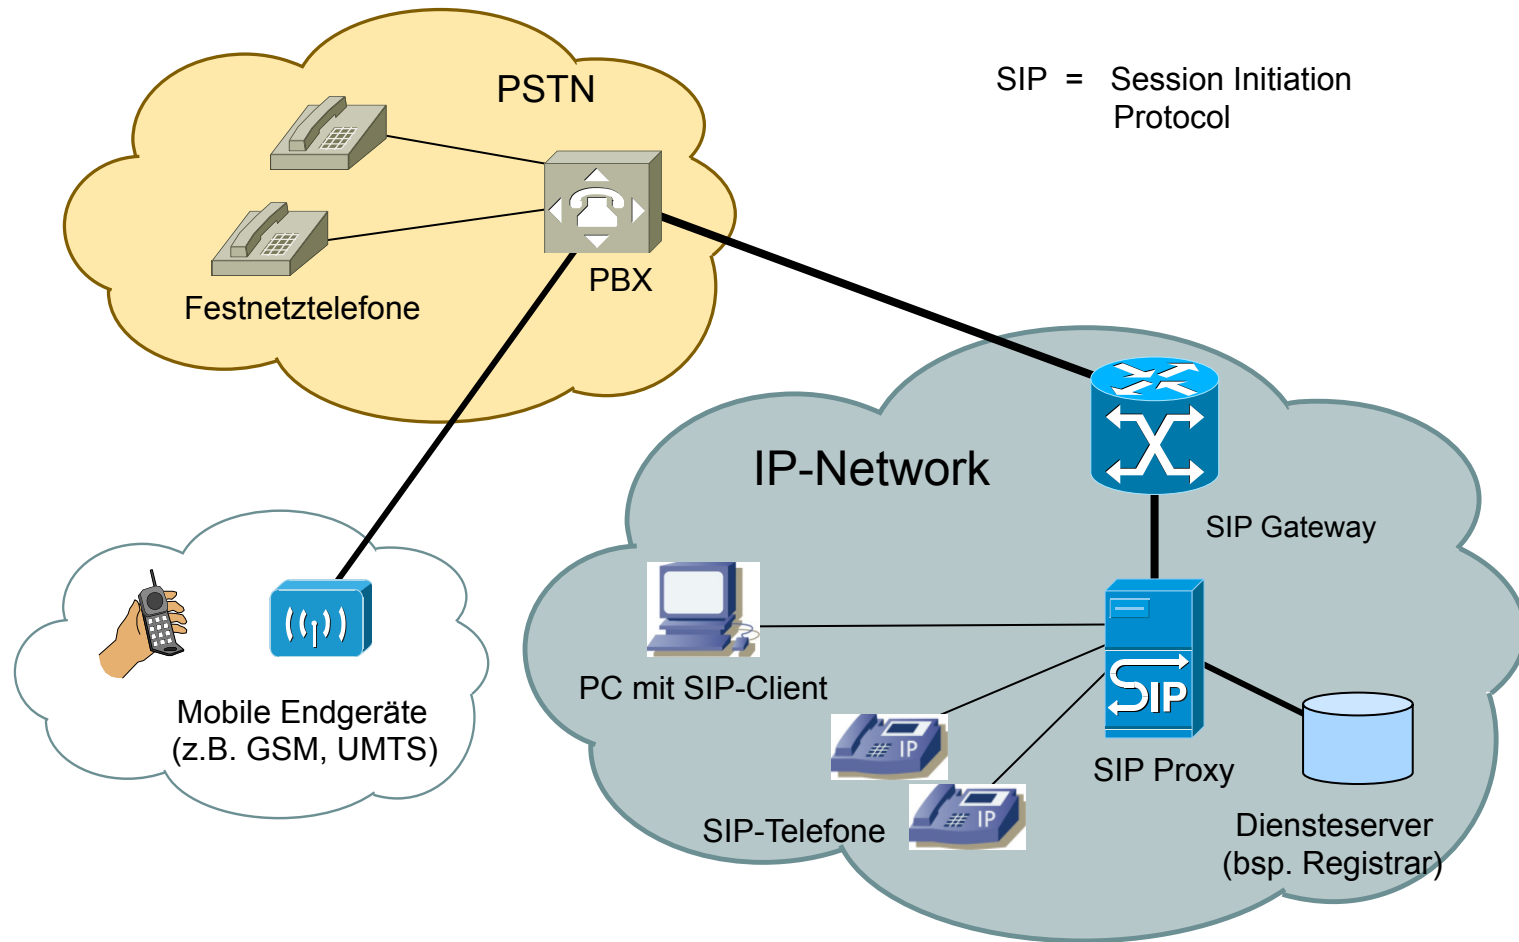 PSTN
SIP = Session Initiation
Protocol
PBX
Festnetztelefone
IP-Network
SIP Gateway
PC mit SIP-Client
SIP
Mobile Endgeräte
(z.B. GSM, UMTS)
IP
SIP Proxy
IP
SIP-Telefone
Diensteserver
(bsp. Registrar)